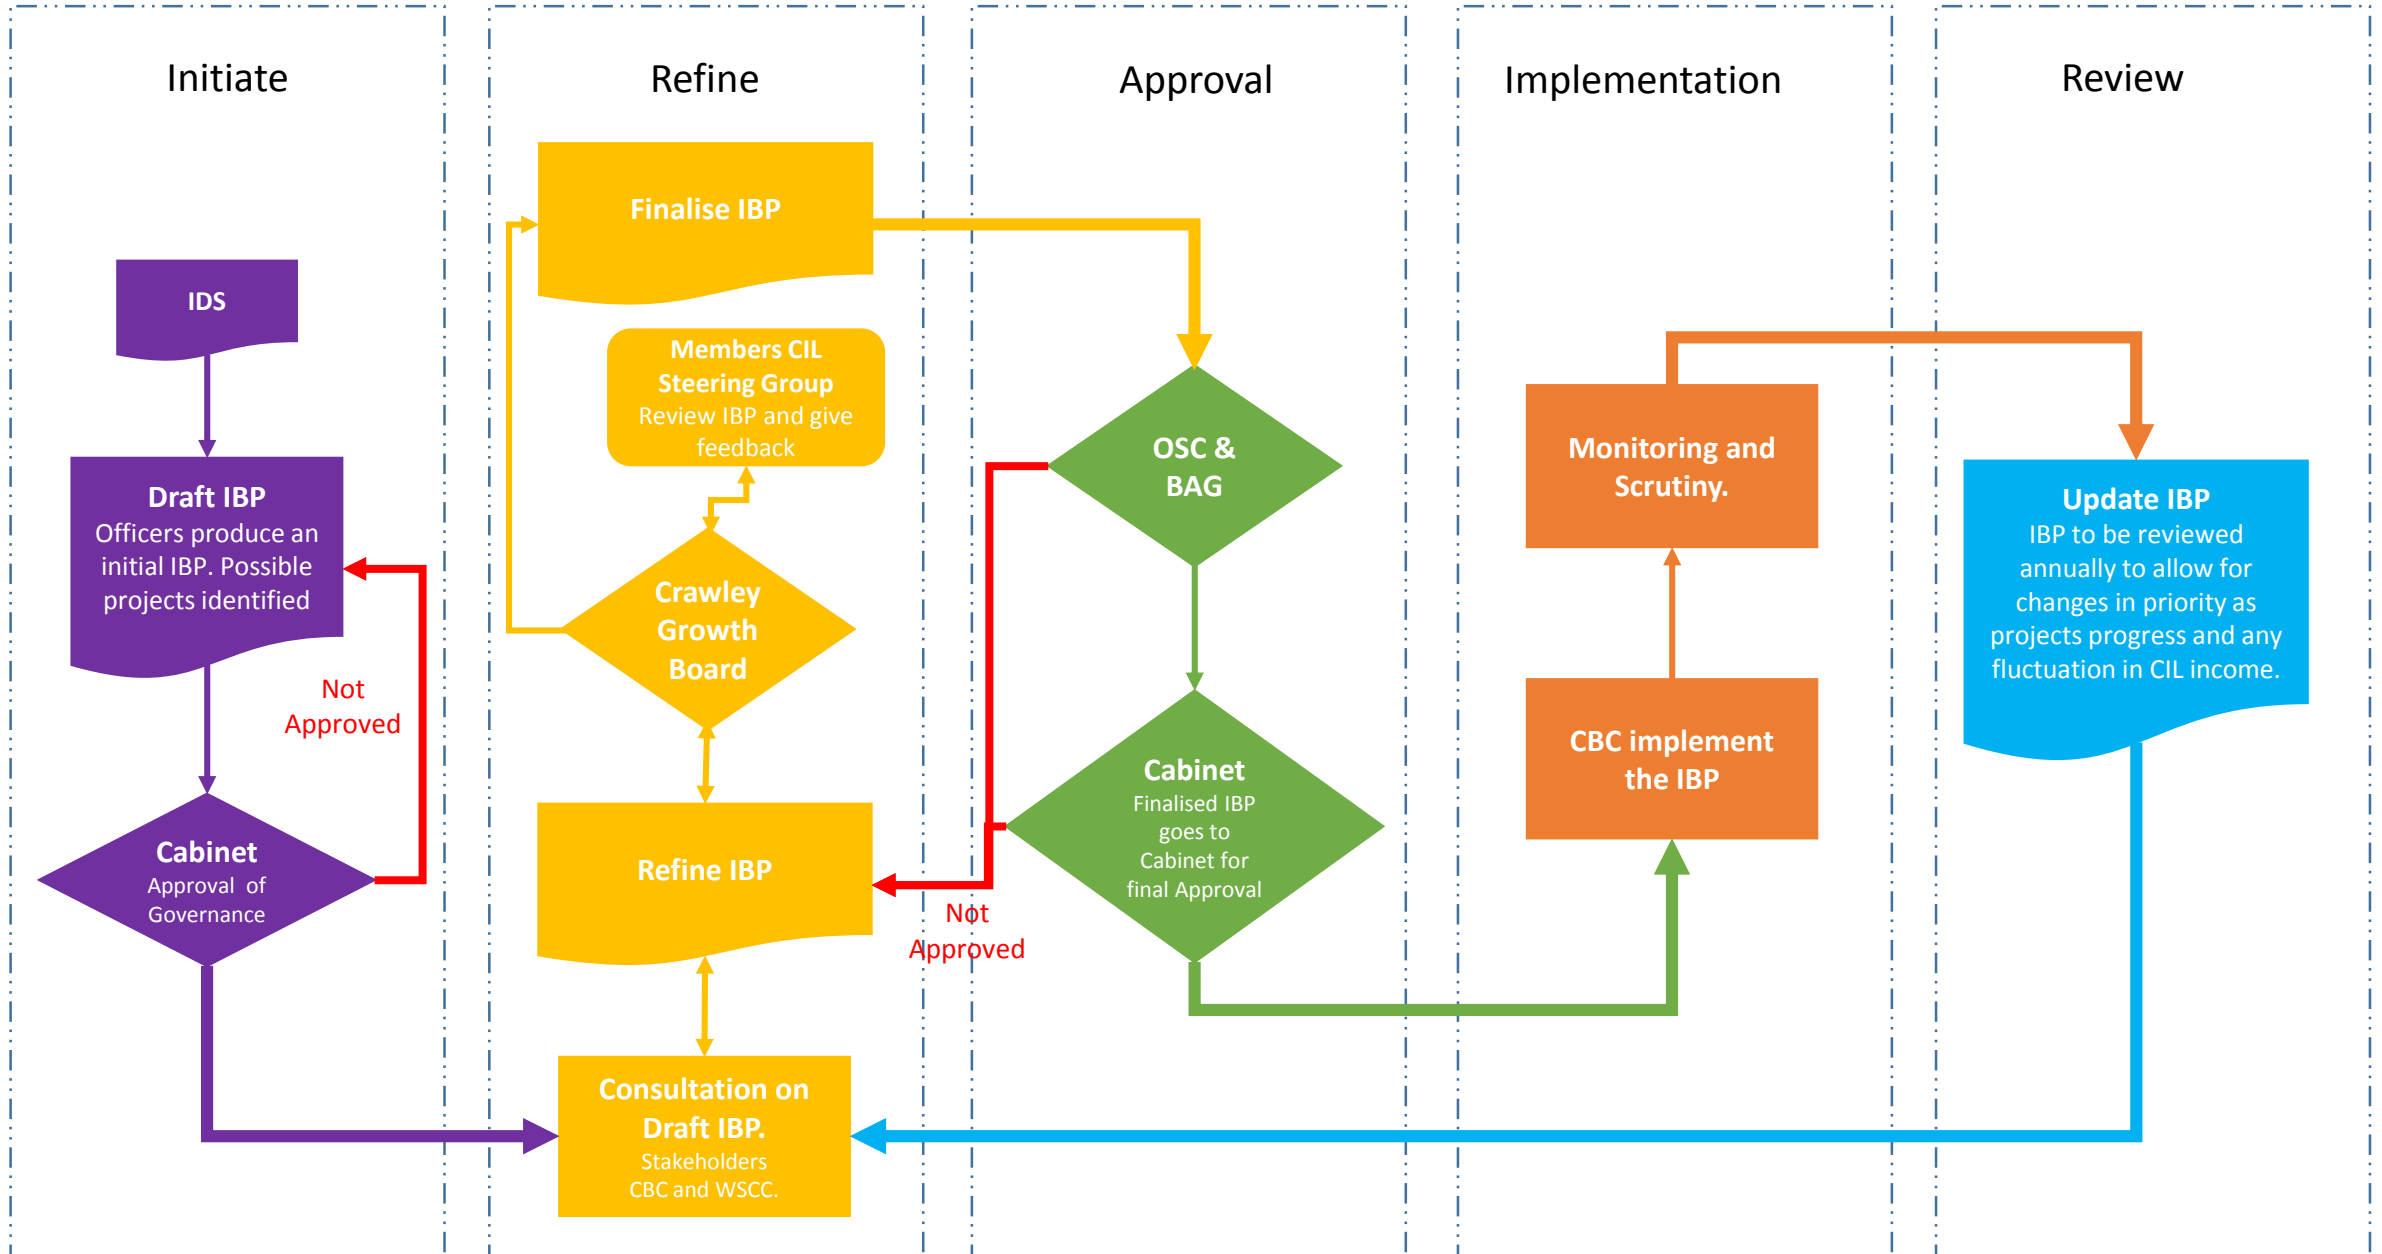 Initiate
Refine
Approval
Implementation
Review
IDS
Draft IBP
Officers produce an
initial IBP. Possible
projects identified
Not
Approved
Cabinet
Approval of
Governance
Finalise IBP
Members CIL
Steering Group
Review IBP and give
feedback
Crawley
Growth
Board
Refine IBP
Consultation on
Draft IBP.
Stakeholders
CBC and WSCC.
OSC &
BAG
Cabinet
Finalised IBP
goes to
Cabinet for
final Approval
Not
Approved
Monitoring and
Scrutiny.
CBC implement
the IBP
Update IBP
IBP to be reviewed
annually to allow for
changes in priority as
projects progress and any
fluctuation in CIL income.